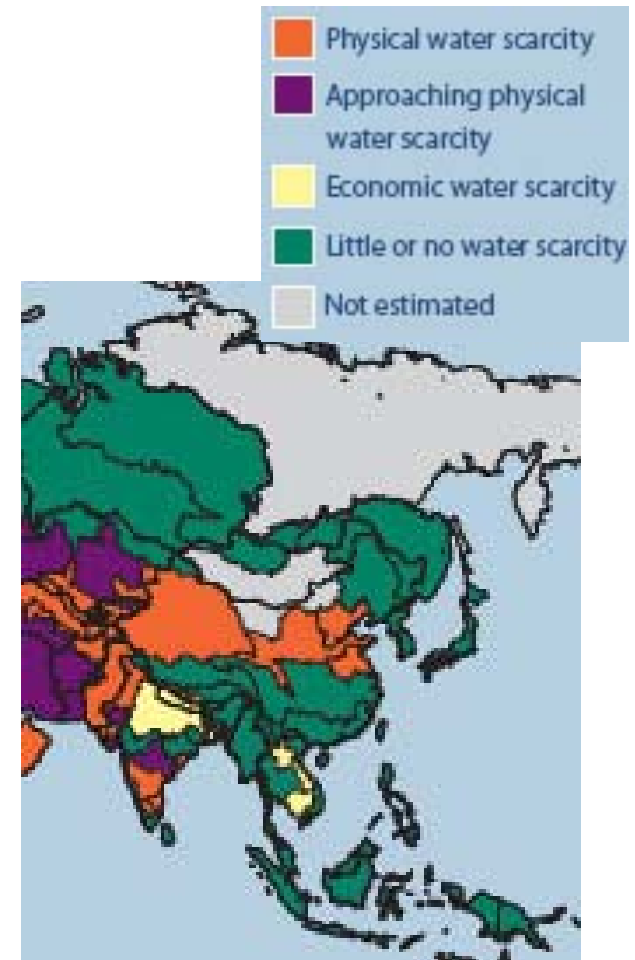 Physical water scarcity
Approaching physical
water scarcity
Economic water scarcity
Little or no water scarcity
Not estimated